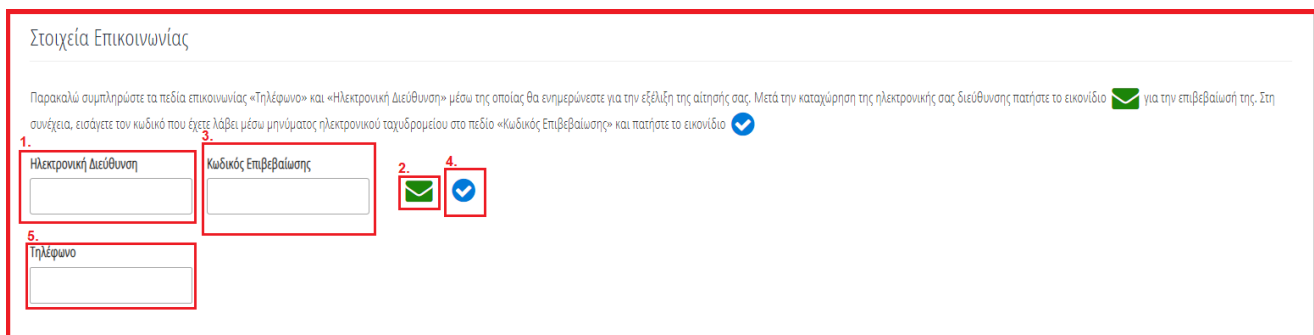 Στοιχεία Επικοινωνίας
Παρακαλώ συμπληρώστε τα πεδία επικοινωνίας «Τηλέφωνο» και «Ηλεκτρονική Διεύθυνση» μέσω της οποίας θα ενημερώνεστε για την εξέλιξη της αίτησής σας. Μετά την καταχώρηση της ηλεκτρονικής σας διεύθυνσης πατήστε το εικονίδιο για την επιβεβαίωσή της. Στη
συνέχεια, εισάγετε τον κωδικό που έχετε λάβει μέσω μηνύματος ηλεκτρονικού ταχυδρομείου στο πεδίο «Κωδικός Επιβεβαίωσης» και πατήστε το εικονίδιο
1. 3.
Ηλεκτρονική Διεύθυνση Κωδικός Επιβεβαίωσης 2. 4.
5.
Τηλέφωνο